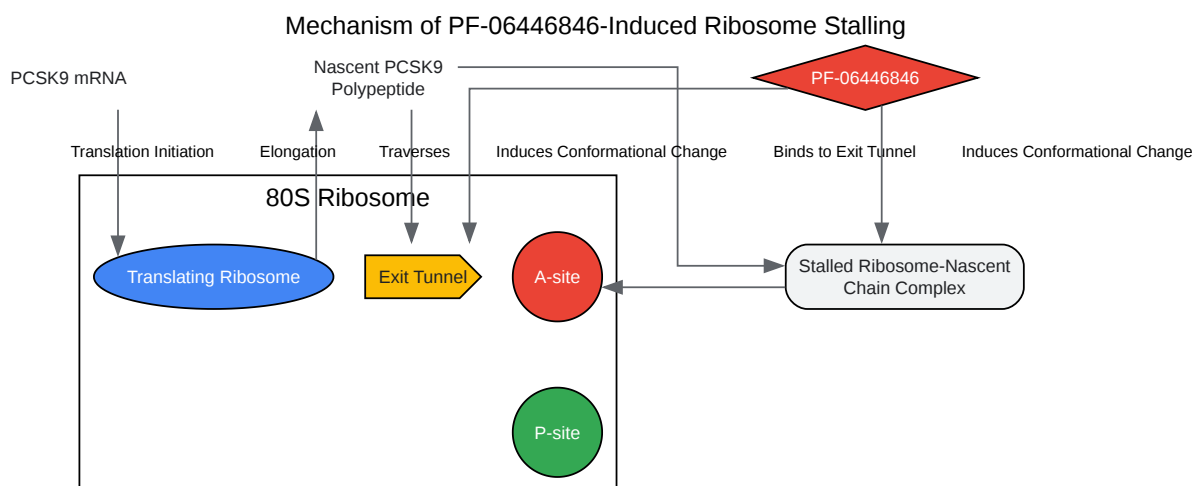 Mechanism of PF-06446846-Induced Ribosome Stalling
PCSK9 mRNA
Nascent PCSK9
Polypeptide
PF-06446846
Translation Initiation
Elongation
Traverses
Induces Conformational Change
Binds to Exit Tunnel
Induces Conformational Change
80S Ribosome
Translating Ribosome
Exit Tunnel
A-site
Stalled Ribosome-Nascent
Chain Complex
P-site